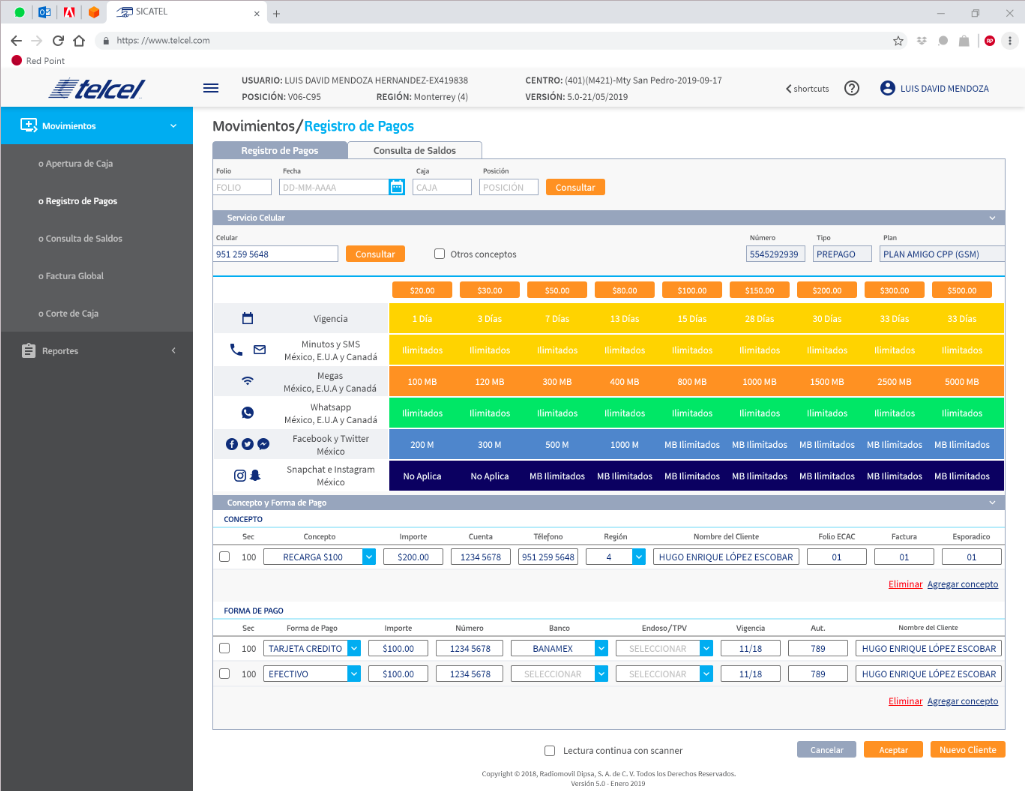 SICATEL
https://www.telcel.com
Red Point
telcel
USUARIO: LUIS DAVID MENDOZA HERNANDEZ-EX419838
CENTRO: (401)(M421)-Mty San Pedro-2019-09-17
POSICIÓN: V06-C95 REGIÓN: Monterrey (4)
VERSIÓN: 5.0-21/05/2019
shortcuts
LUIS DAVID MENDOZA
Movimientos
o Apertura de Caja
o Registro de Pagos
o Consulta de Saldos
o Factura Global
o Corte de Caja
Reportes
Movimientos/Registro de Pagos
Registro de Pagos Consulta de Saldos
Folio Fecha Caja Posición
FOLIO DD-MM-AAAA CAJA POSICIÓN Consultar
Servicio Celular
Celular Número Tipo Plan
951 259 5648 Consultar Otros conceptos 5545292939 PREPAGO PLAN AMIGO CPP (GSM)
$20.00 $30.00 $50.00 $80.00 $100.00 $150.00 $200.00 $300.00 $500.00
Vigencia 1 Día 3 Días 7 Días 13 Días 15 Días 28 Días 30 Días 33 Días 33 Días
Minutos y SMS
México, E.U.A y Canadá
Ilimitados Ilimitados Ilimitados Ilimitados Ilimitados Ilimitados Ilimitados Ilimitados Ilimitados
Megas
México, E.U.A y Canadá
100 MB 120 MB 300 MB 400 MB 800 MB 1000 MB 1500 MB 2500 MB 5000 MB
Whatsapp
México, E.U.A y Canadá
Ilimitados Ilimitados Ilimitados Ilimitados Ilimitados Ilimitados Ilimitados Ilimitados Ilimitados
Facebook y Twitter
México
200 M 300 M 500 M 1000 M MB Ilimitados MB Ilimitados MB Ilimitados MB Ilimitados MB Ilimitados
Snapchat e Instagram
México
No Aplica No Aplica MB Ilimitados MB Ilimitados MB Ilimitados MB Ilimitados MB Ilimitados MB Ilimitados MB Ilimitados
Concepto y Forma de Pago
CONCEPTO
Sec Concepto Importe Cuenta Télefono Región Nombre del Cliente Folio ECAC Factura Esporadico
100 RECARGA $100 $200.00 1234 5678 951 259 5648 4 HUGO ENRIQUE LÓPEZ ESCOBAR 01 01 01
Eliminar Agregar concepto
FORMA DE PAGO
Sec Forma de Pago Importe Número Banco Endoso/TPV Vigencia Aut. Nombre del Cliente
100 TARJETA CREDITO $100.00 1234 5678 BANAMEX SELECCIONAR 11/18 789 HUGO ENRIQUE LÓPEZ ESCOBAR
100 EFECTIVO $100.00 1234 5678 SELECCIONAR SELECCIONAR 11/18 789 HUGO ENRIQUE LÓPEZ ESCOBAR
Eliminar Agregar concepto
Lectura continua con scanner Cancelar Aceptar Nuevo Cliente
Copyright © 2018, Radiomovil Dipsa, S. A. de C. V. Todos los Derechos Reservados.
Versión 5.0 - Enero 2019